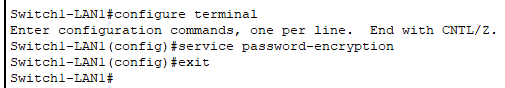 Switch1-LAN1#configure terminal
Enter configuration commands, one per line.  End with CNTL/Z.
Switch1-LAN1(config)#service password-encryption
Switch1-LAN1(config)#exit
Switch1-LAN1#